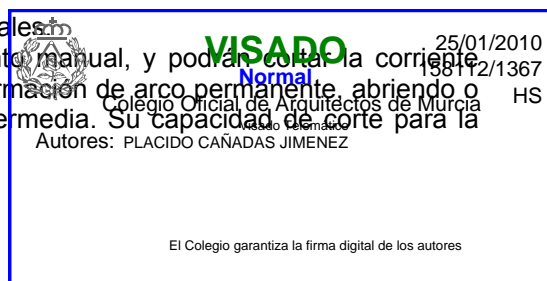 ales.
VISADO
25/01/2010
to manual, y podrán cortar la corriente
Normal
158112/1367
rmación de arco permanente, abriendo o
HS
Colegio Oficial de Arquitectos de Murcia
ermedia. Su capacidad de corte para la
Visado Telemático
Autores: PLACIDO CAÑADAS JIMENEZ
El Colegio garantiza la firma digital de los autores